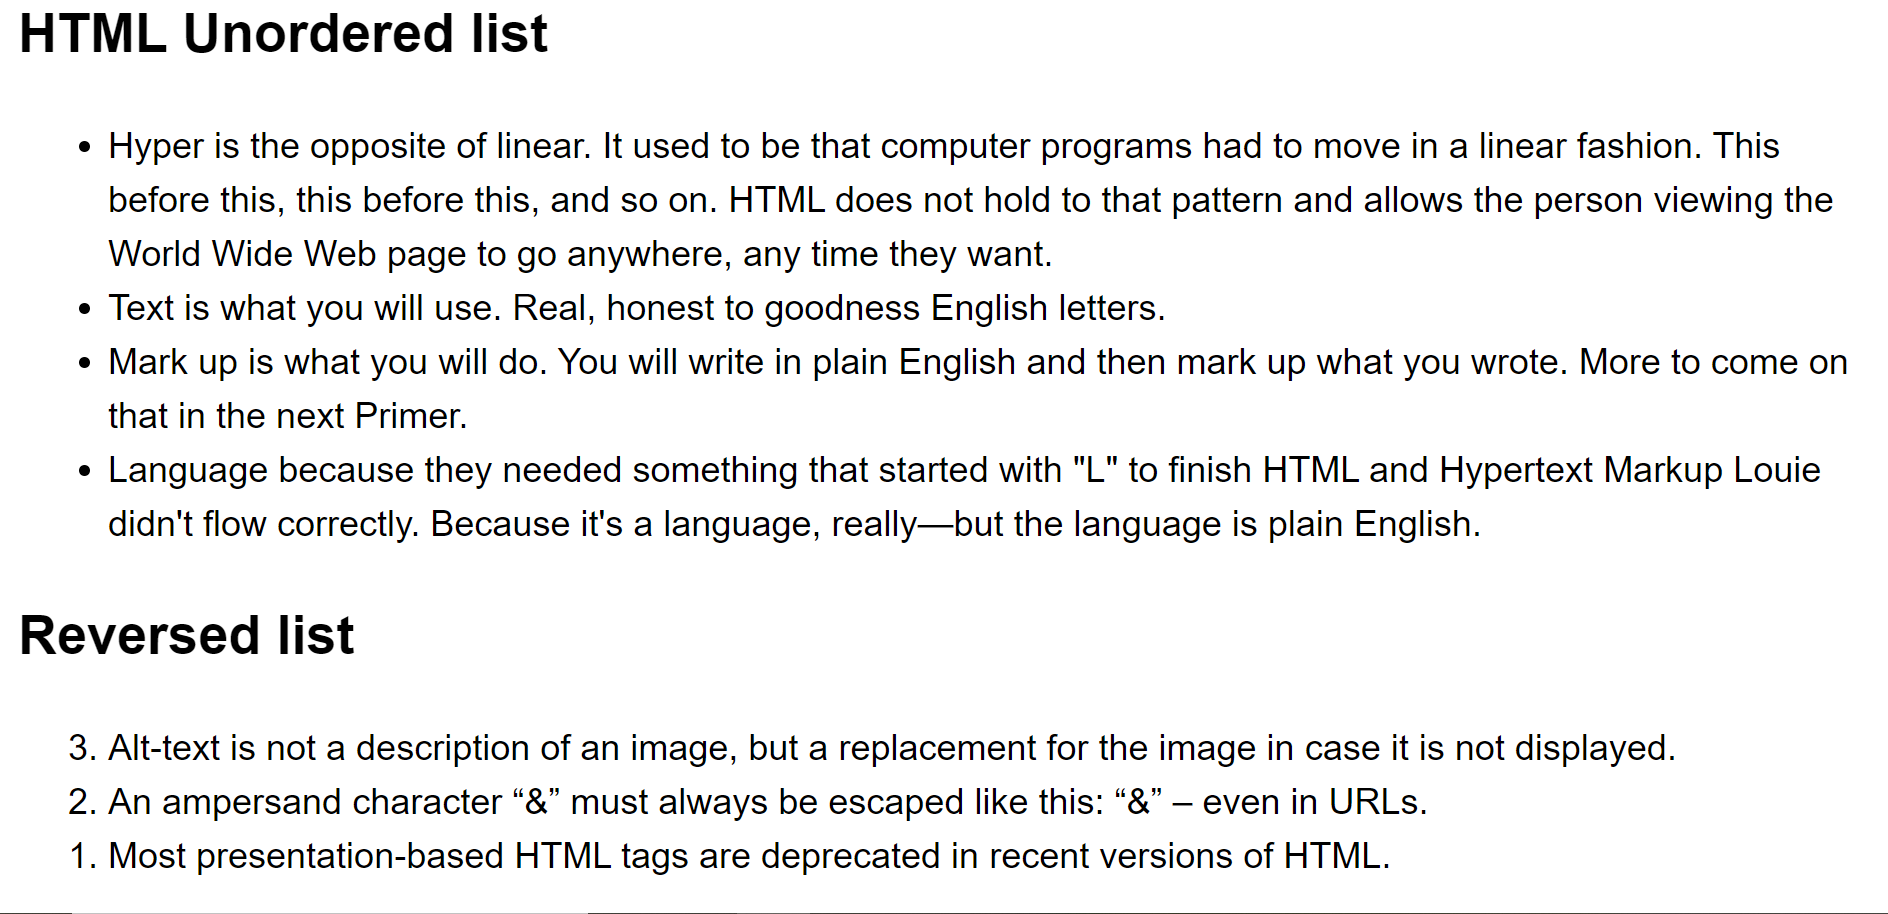 HTML Unordered list
• Hyper is the opposite of linear. It used to be that computer programs had to move in a linear fashion. This
before this, this before this, and so on. HTML does not hold to that pattern and allows the person viewing the
World Wide Web page to go anywhere, any time they want.
• Text is what you will use. Real, honest to goodness English letters.
• Mark up is what you will do. You will write in plain English and then mark up what you wrote. More to come on
that in the next Primer.
• Language because they needed something that started with "L" to finish HTML and Hypertext Markup Louie
didn't flow correctly. Because it's a language, really—but the language is plain English.
Reversed list
3. Alt-text is not a description of an image, but a replacement for the image in case it is not displayed.
2. An ampersand character “&” must always be escaped like this: “&” – even in URLs.
1. Most presentation-based HTML tags are deprecated in recent versions of HTML.